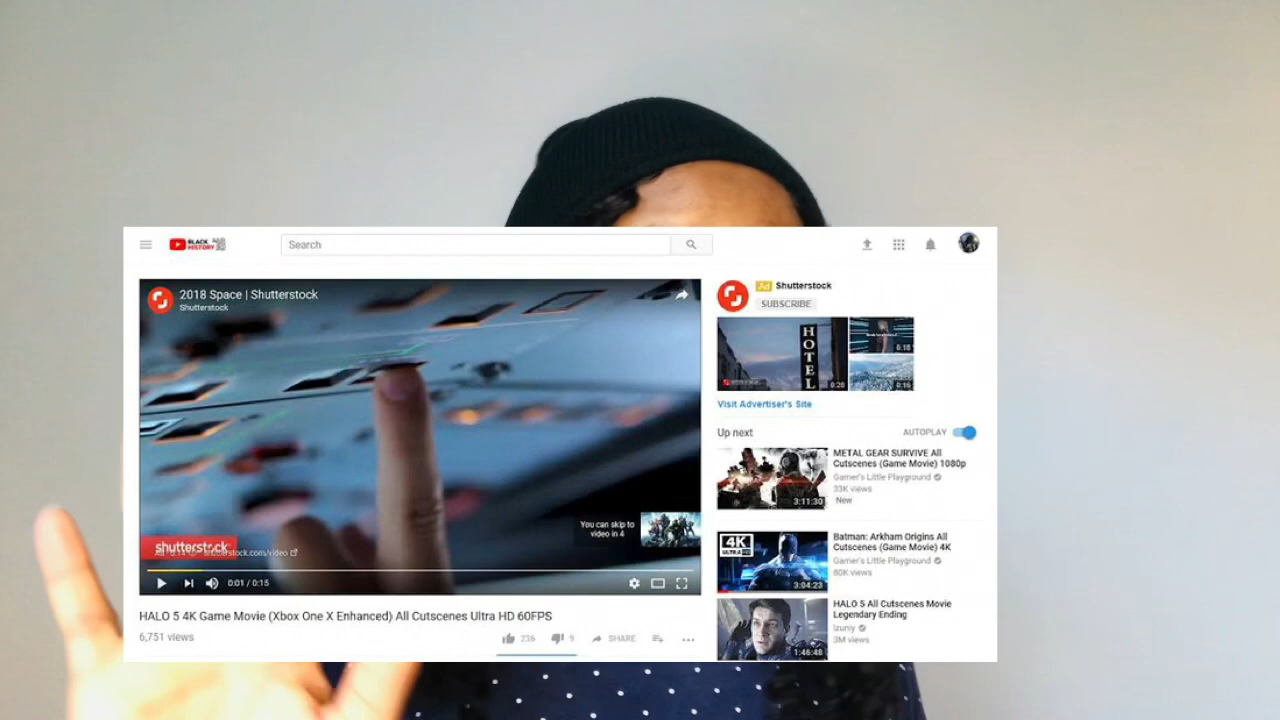 BLACK
HISTORY
Search
2018 Space | Shutterstock
Shutterstock
You can skip to
video in 4
shutterstock
0:01 / 0:15
HALO 5 4K Game Movie (Xbox One X Enhanced) All Cutscenes Ultra HD 60FPS
6,751 views
236
9
SHARE
Ad Shutterstock
SUBSCRIBE
HOTEL
0:28
0:18
0:16
Visit Advertiser's Site
Up next
AUTOPLAY
METAL GEAR SURVIVE All
Cutscenes (Game Movie) 1080p
Gamer's Little Playground
33K views
New
3:11:30
4K
ULTRA HD
Batman: Arkham Origins All
Cutscenes (Game Movie) 4K
Gamer's Little Playground
80K views
3:04:23
HALO 5 All Cutscenes Movie
Legendary Ending
Izuniy
3M views
1:46:48